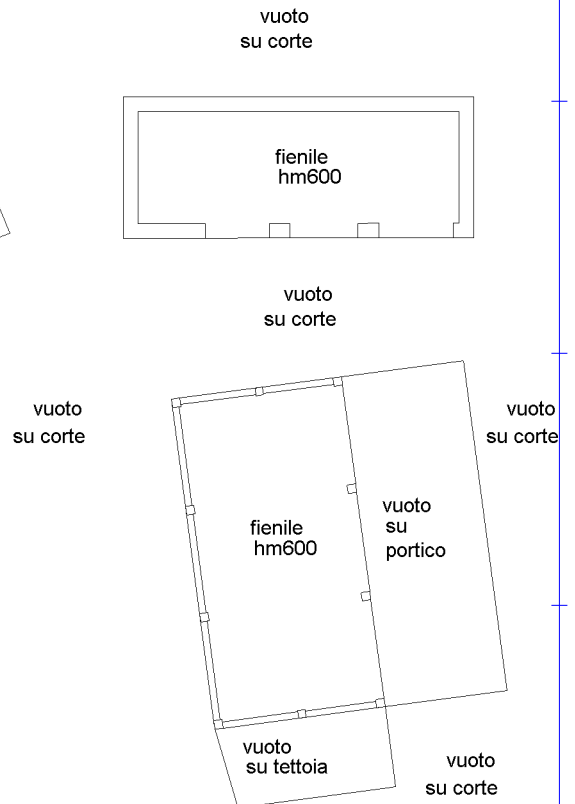 vuoto
su corte
fienile
hm600
vuoto
su corte
vuoto
su corte
vuoto
su corte
fienile
hm600
vuoto
su
portico
vuoto
su tettoia
vuoto
su corte